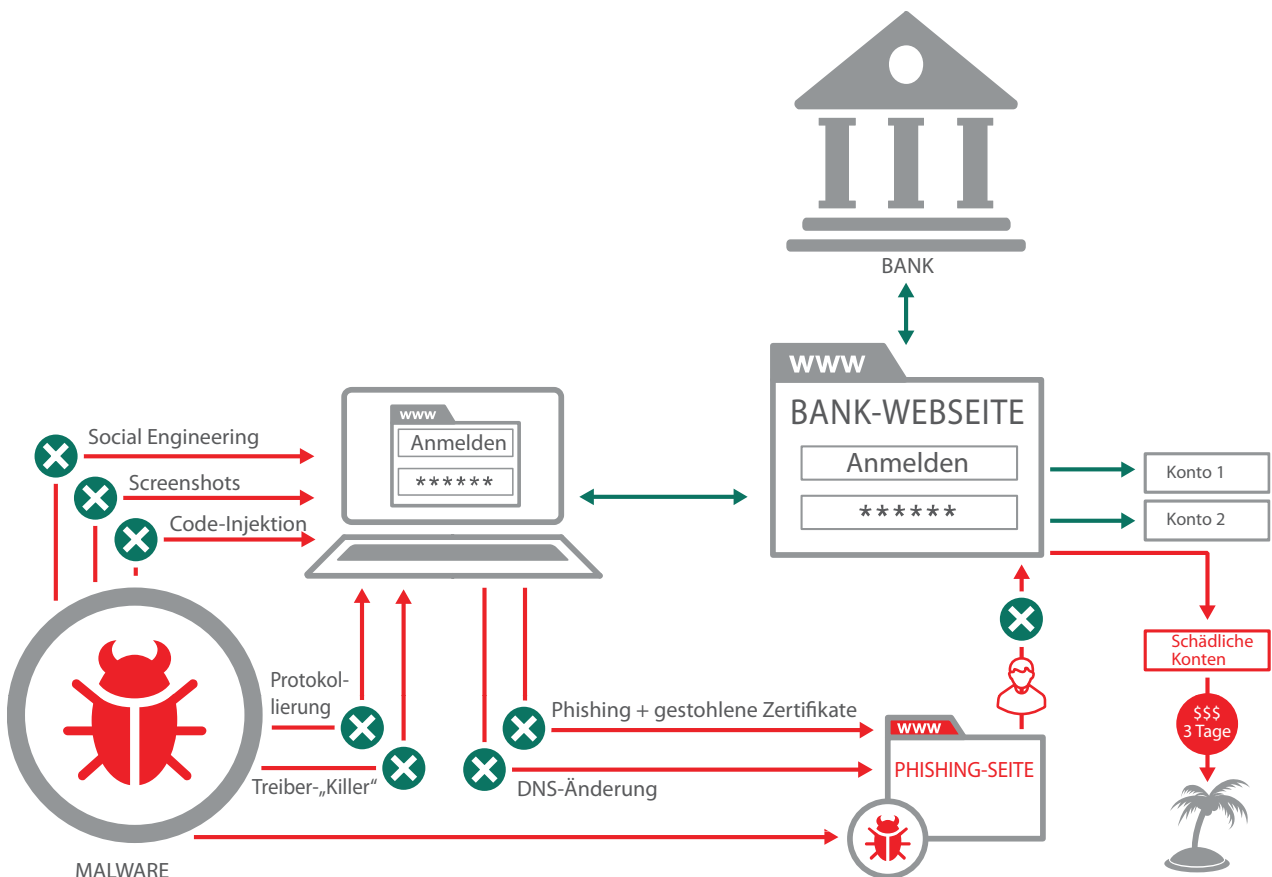 BANK
www
BANK-WEBSEITE
Anmelden
******
www
Anmelden
******
Social Engineering
Screenshots
Code-Injektion
Konto 1
Konto 2
Schädliche
Konten
$$$
3 Tage
Protokol-
lierung
Treiber-„Killer“
Phishing + gestohlene Zertifikate
DNS-Änderung
www
PHISHING-SEITE
MALWARE